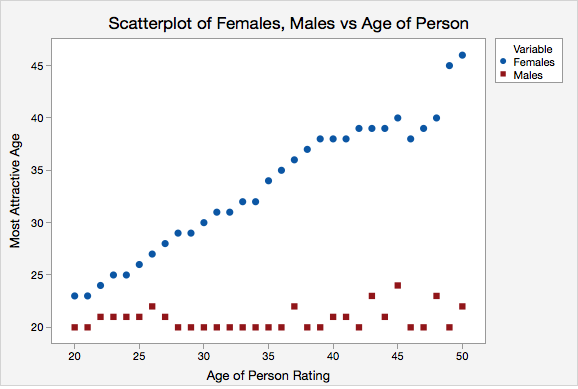 Scatterplot of Females, Males vs Age of Person
Variable
Females
Males
Most Attractive Age
45
40
35
30
25
20
20 25 30 35 40 45 50
Age of Person Rating